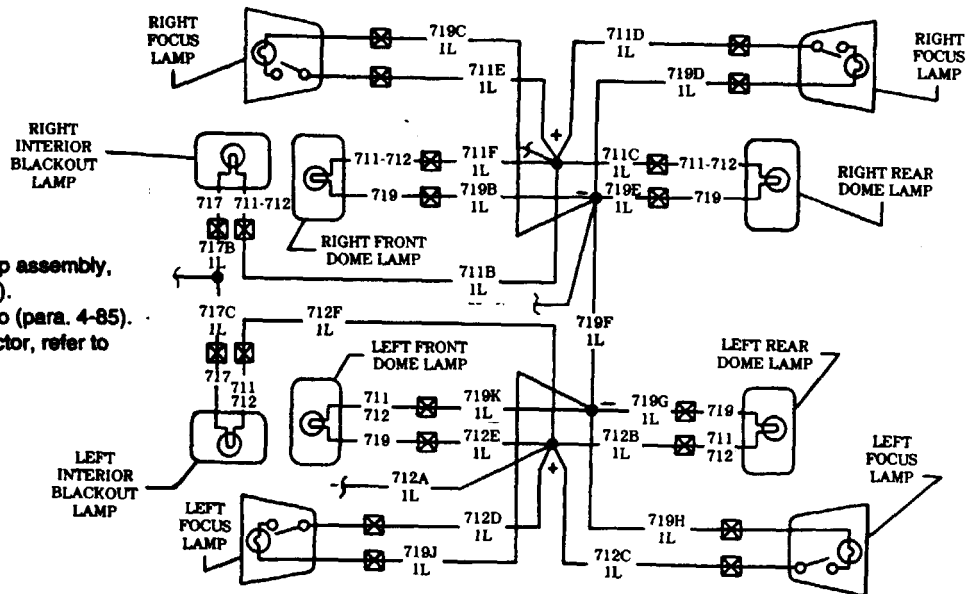 RIGHT
FOCUS
LAMP
719C
1L
711E
1L
711D
1L
719D
1L
RIGHT
FOCUS
LAMP
RIGHT
INTERIOR
BLACKOUT
LAMP
717
711-712
717B
1L
711-712
719
711F
1L
719B
1L
RIGHT FRONT
DOME LAMP
+
-
711C
1L
719E
1L
711-712
719
RIGHT REAR
DOME LAMP
711B
1L
p assembly,
).
o (para. 4-85).
ctor, refer to
717C
1L
712F
1L
719F
1L
717
711
712
LEFT
INTERIOR
BLACKOUT
LAMP
LEFT FRONT
DOME LAMP
711
712
719
719K
1L
712E
1L
-
+
719G
1L
712B
1L
719
711
712
LEFT REAR
DOME LAMP
712A
1L
LEFT
FOCUS
LAMP
712D
1L
719J
1L
719H
1L
712C
1L
LEFT
FOCUS
LAMP